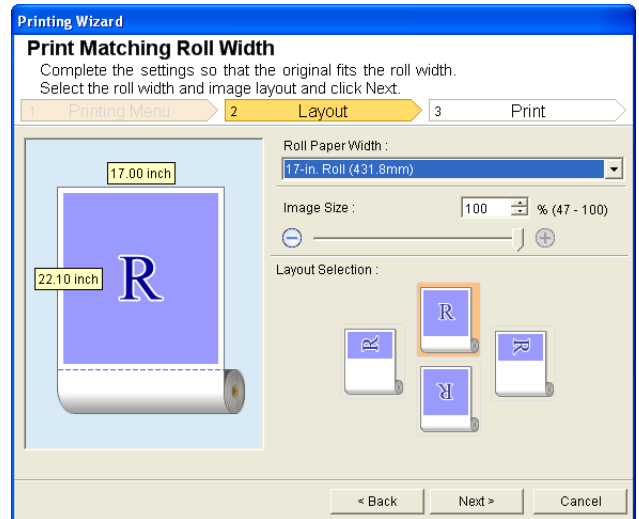 Printing Wizard
Print Matching Roll Width
Complete the settings so that the original fits the roll width.
Select the roll width and image layout and click Next.
1 Printing Menu 2 Layout 3 Print
17.00 inch
22.10 inch
R
Roll Paper Width :
17-in. Roll (431.8mm)
Image Size : 100 % (47 - 100)
Layout Selection :
R
R
R
R
< Back Next > Cancel